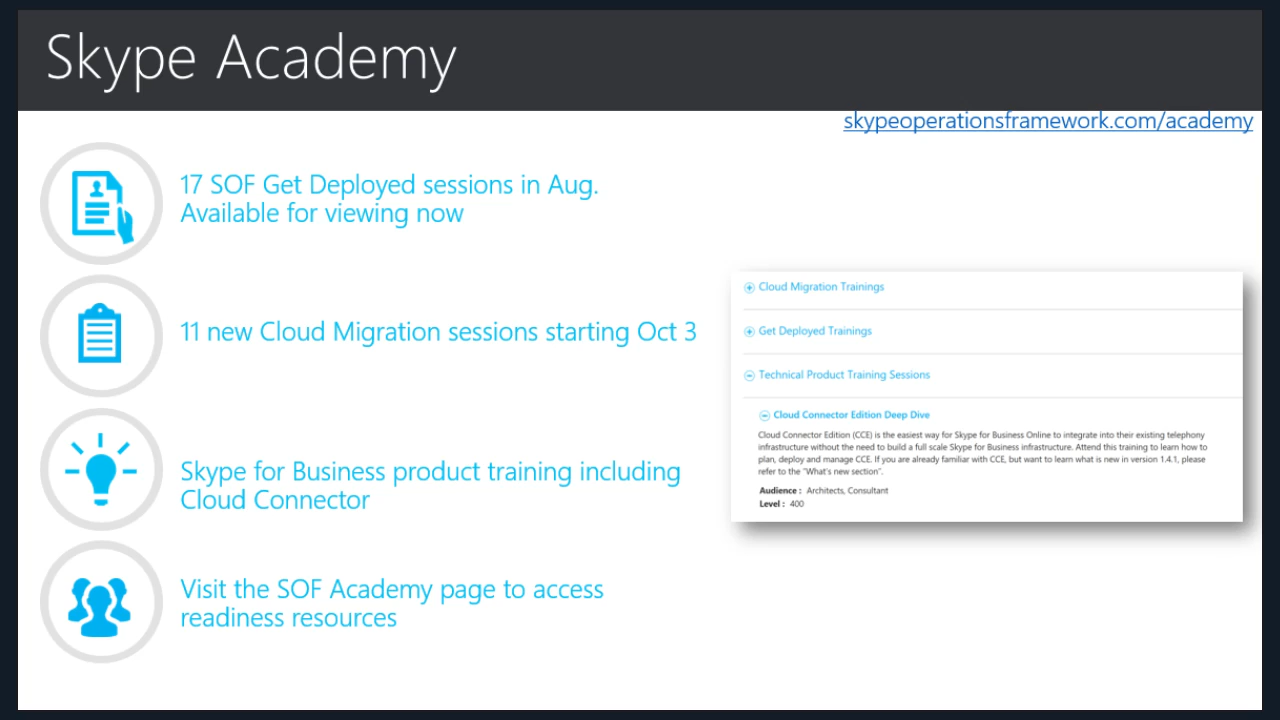 Skype Academy
skypeoperationsframework.com/academy
17 SOF Get Deployed sessions in Aug.
Available for viewing now
11 new Cloud Migration sessions starting Oct 3
Skype for Business product training including
Cloud Connector
Visit the SOF Academy page to access
readiness resources
Cloud Migration Trainings
Get Deployed Trainings
Technical Product Training Sessions
Cloud Connector Edition Deep Dive
Cloud Connector Edition (CCE) is the easiest way for Skype for Business Online to integrate into their existing telephony
infrastructure without the need to build a full scale Skype for Business infrastructure. Attend this training to learn how to
plan, deploy and manage CCE. If you are already familiar with CCE, but want to learn what is new in version 1.4.1, please
refer to the "What's new section".
Audience : Architects, Consultant
Level : 400